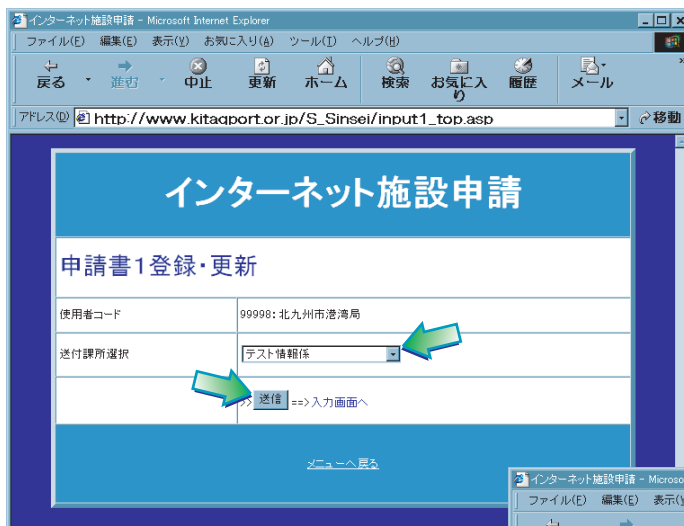 インターネット施設申請 - Microsoft Internet Explorer
ファイル(F) 編集(E) 表示(V) お気に入り(A) ツール(T) ヘルプ(H)
戻る 進む 中止 更新 ホーム 検索 お気に入り 履歴 メール
アドレス(D) http://www.kitaqport.or.jp/S_Sinsei/input1_top.asp 移動
インターネット施設申請
申請書1登録・更新
使用者コード 99998:北九州市港湾局
送付課所選択 テスト情報係
>> 送信 ==>入力画面へ
メニューへ戻る
インターネット施設申請 - Microso
ファイル(F) 編集(E) 表示(V